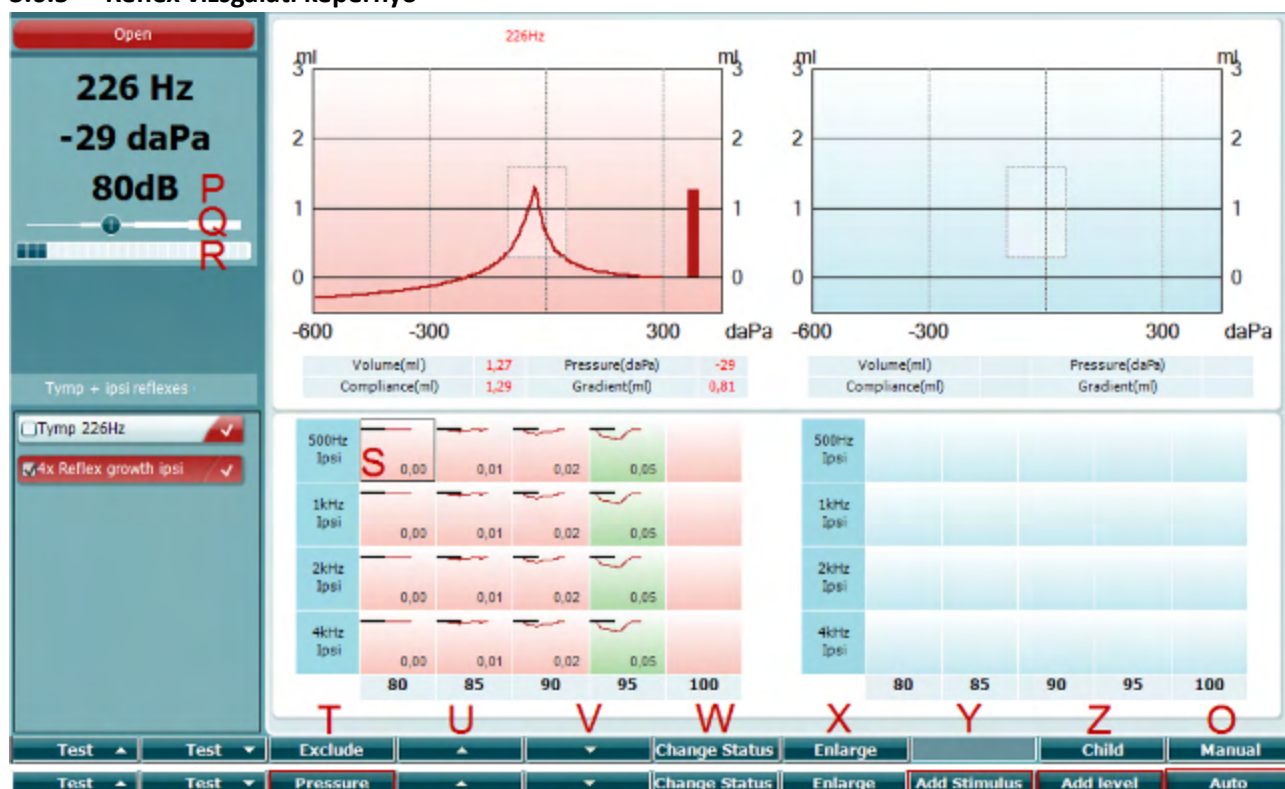 Open
226 Hz
-29 daPa
80dB P
Q
R
Tymp + ipsi reflexes
Tymp 226Hz
4x Reflex growth ipsi
226Hz
ml ml ml ml
3 3 3 3
2 2 2 2
1 1 1 1
0 0 0 0
-600 -300 300 daPa -600 -300 300 daPa
Volume(ml) 1,27 Pressure(daPa) -29 Volume(ml) Pressure(daPa)
Compliance(ml) 1,29 Gradient(ml) 0,81 Compliance(ml) Gradient(ml)
500Hz Ipsi S 0,00 0,01 0,02 0,05 500Hz Ipsi
1kHz Ipsi 0,00 0,01 0,02 0,05 1kHz Ipsi
2kHz Ipsi 0,00 0,01 0,02 0,05 2kHz Ipsi
4kHz Ipsi 0,00 0,01 0,02 0,05 4kHz Ipsi
80 85 90 95 100 80 85 90 95 100
T U V W X Y Z O
Test Test Exclude Change Status Enlarge Child Manual
Test Test Pressure Change Status Enlarge Add Stimulus Add level Auto